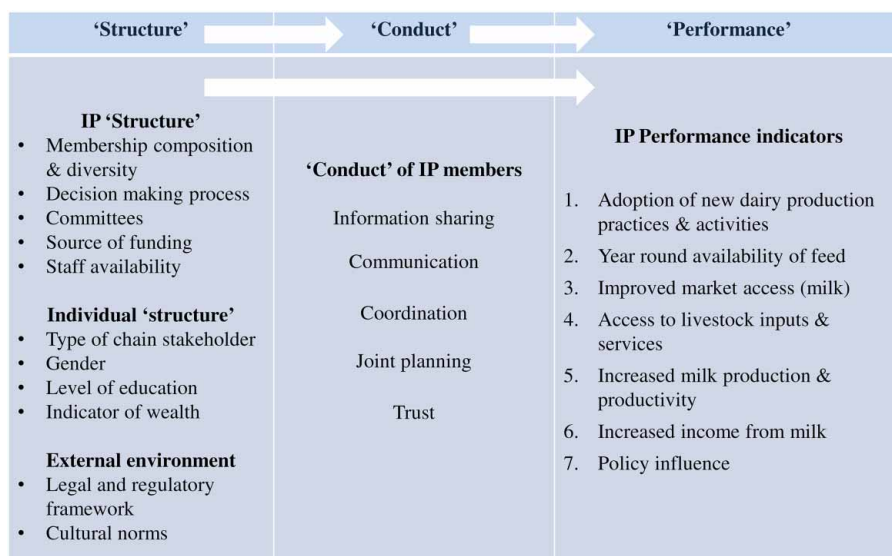 ‘Structure’
‘Conduct’
‘Performance’
IP ‘Structure’
• Membership composition
& diversity
• Decision making process
• Committees
• Source of funding
• Staff availability
Individual ‘structure’
• Type of chain stakeholder
• Gender
• Level of education
• Indicator of wealth
External environment
• Legal and regulatory
framework
• Cultural norms
‘Conduct’ of IP members
Information sharing
Communication
Coordination
Joint planning
Trust
IP Performance indicators
1. Adoption of new dairy production
practices & activities
2. Year round availability of feed
3. Improved market access (milk)
4. Access to livestock inputs &
services
5. Increased milk production &
productivity
6. Increased income from milk
7. Policy influence